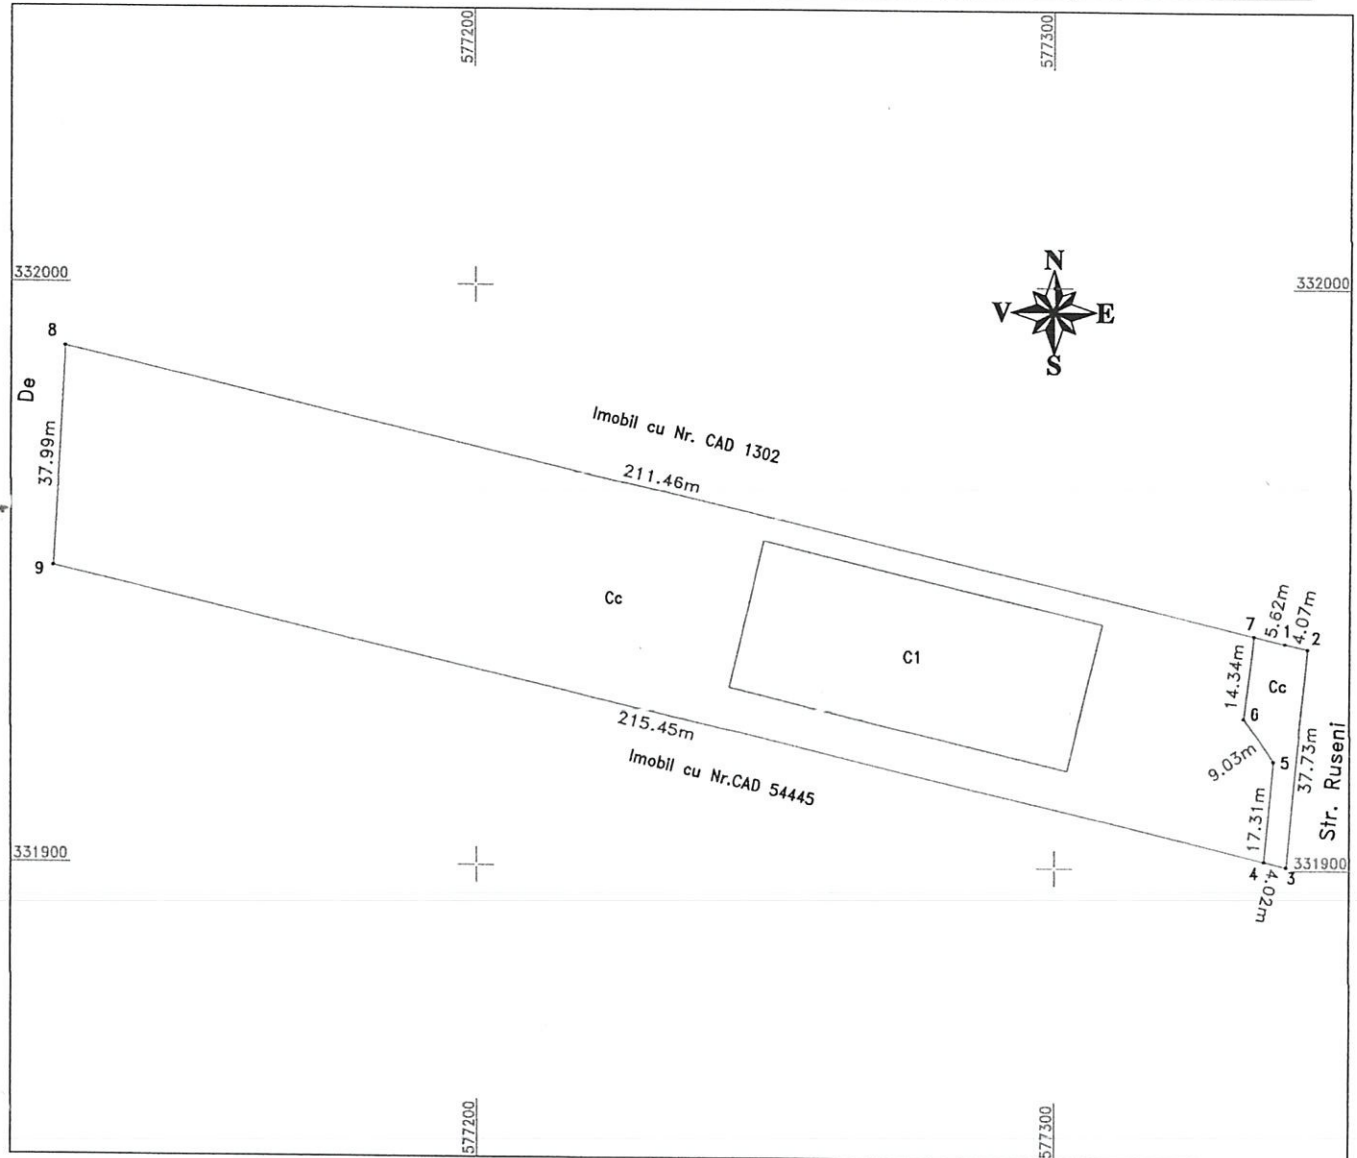 577200
577300
N
332000
332000
V
E
S
8
De
Imobil cu Nr. CAD 1302
37.99m
211.46m
9
Cc
5.62m
7
1
4.07m
2
C1
14.34m
Cc
6
215.45m
Imobil cu Nr.CAD 54445
9.03m
5
37.73m
Str. Ruseni
17.31m
331900
331900
4
3
4.02m
577200
577300